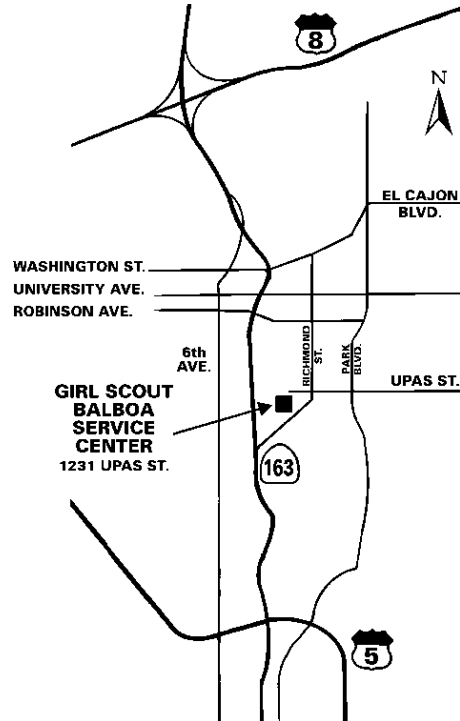 8
N
EL CAJON
BLVD.
WASHINGTON ST.
UNIVERSITY AVE.
ROBINSON AVE.
6th
AVE.
RICHMOND
ST.
PARK
BLVD.
UPAS ST.
GIRL SCOUT
BALBOA
SERVICE
CENTER
1231 UPAS ST.
163
5